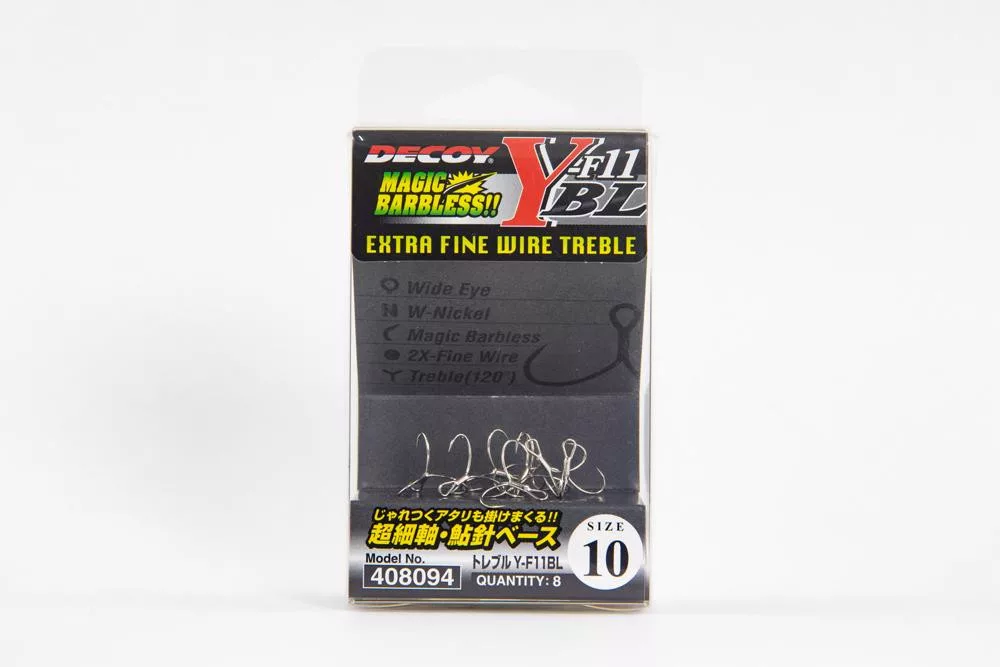 DECOY®
Y-F11
MAGIC
BARBLESS!!
BL
EXTRA FINE WIRE TREBLE
Wide Eye
W-Nickel
Magic Barbless
2X-Fine Wire
Treble(120°)
じゃれつくアタリも掛けまくる!!
超細軸・鮎針ベース
SIZE
10
Model No.
408094
トレブル Y-F11BL
QUANTITY: 8